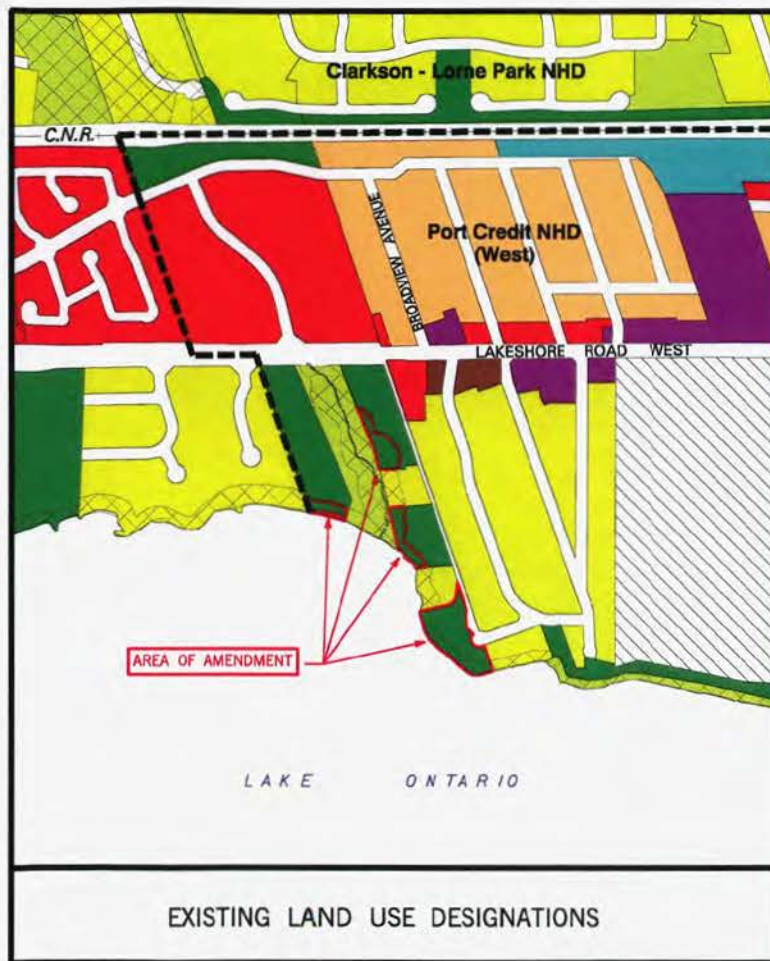 Clarkson - Lorne Park NHD
C.N.R.
BROADVIEW AVENUE
Port Credit NHD
(West)
LAKESHORE ROAD WEST
AREA OF AMENDMENT
LAKE ONTARIO
EXISTING LAND USE DESIGNATIONS